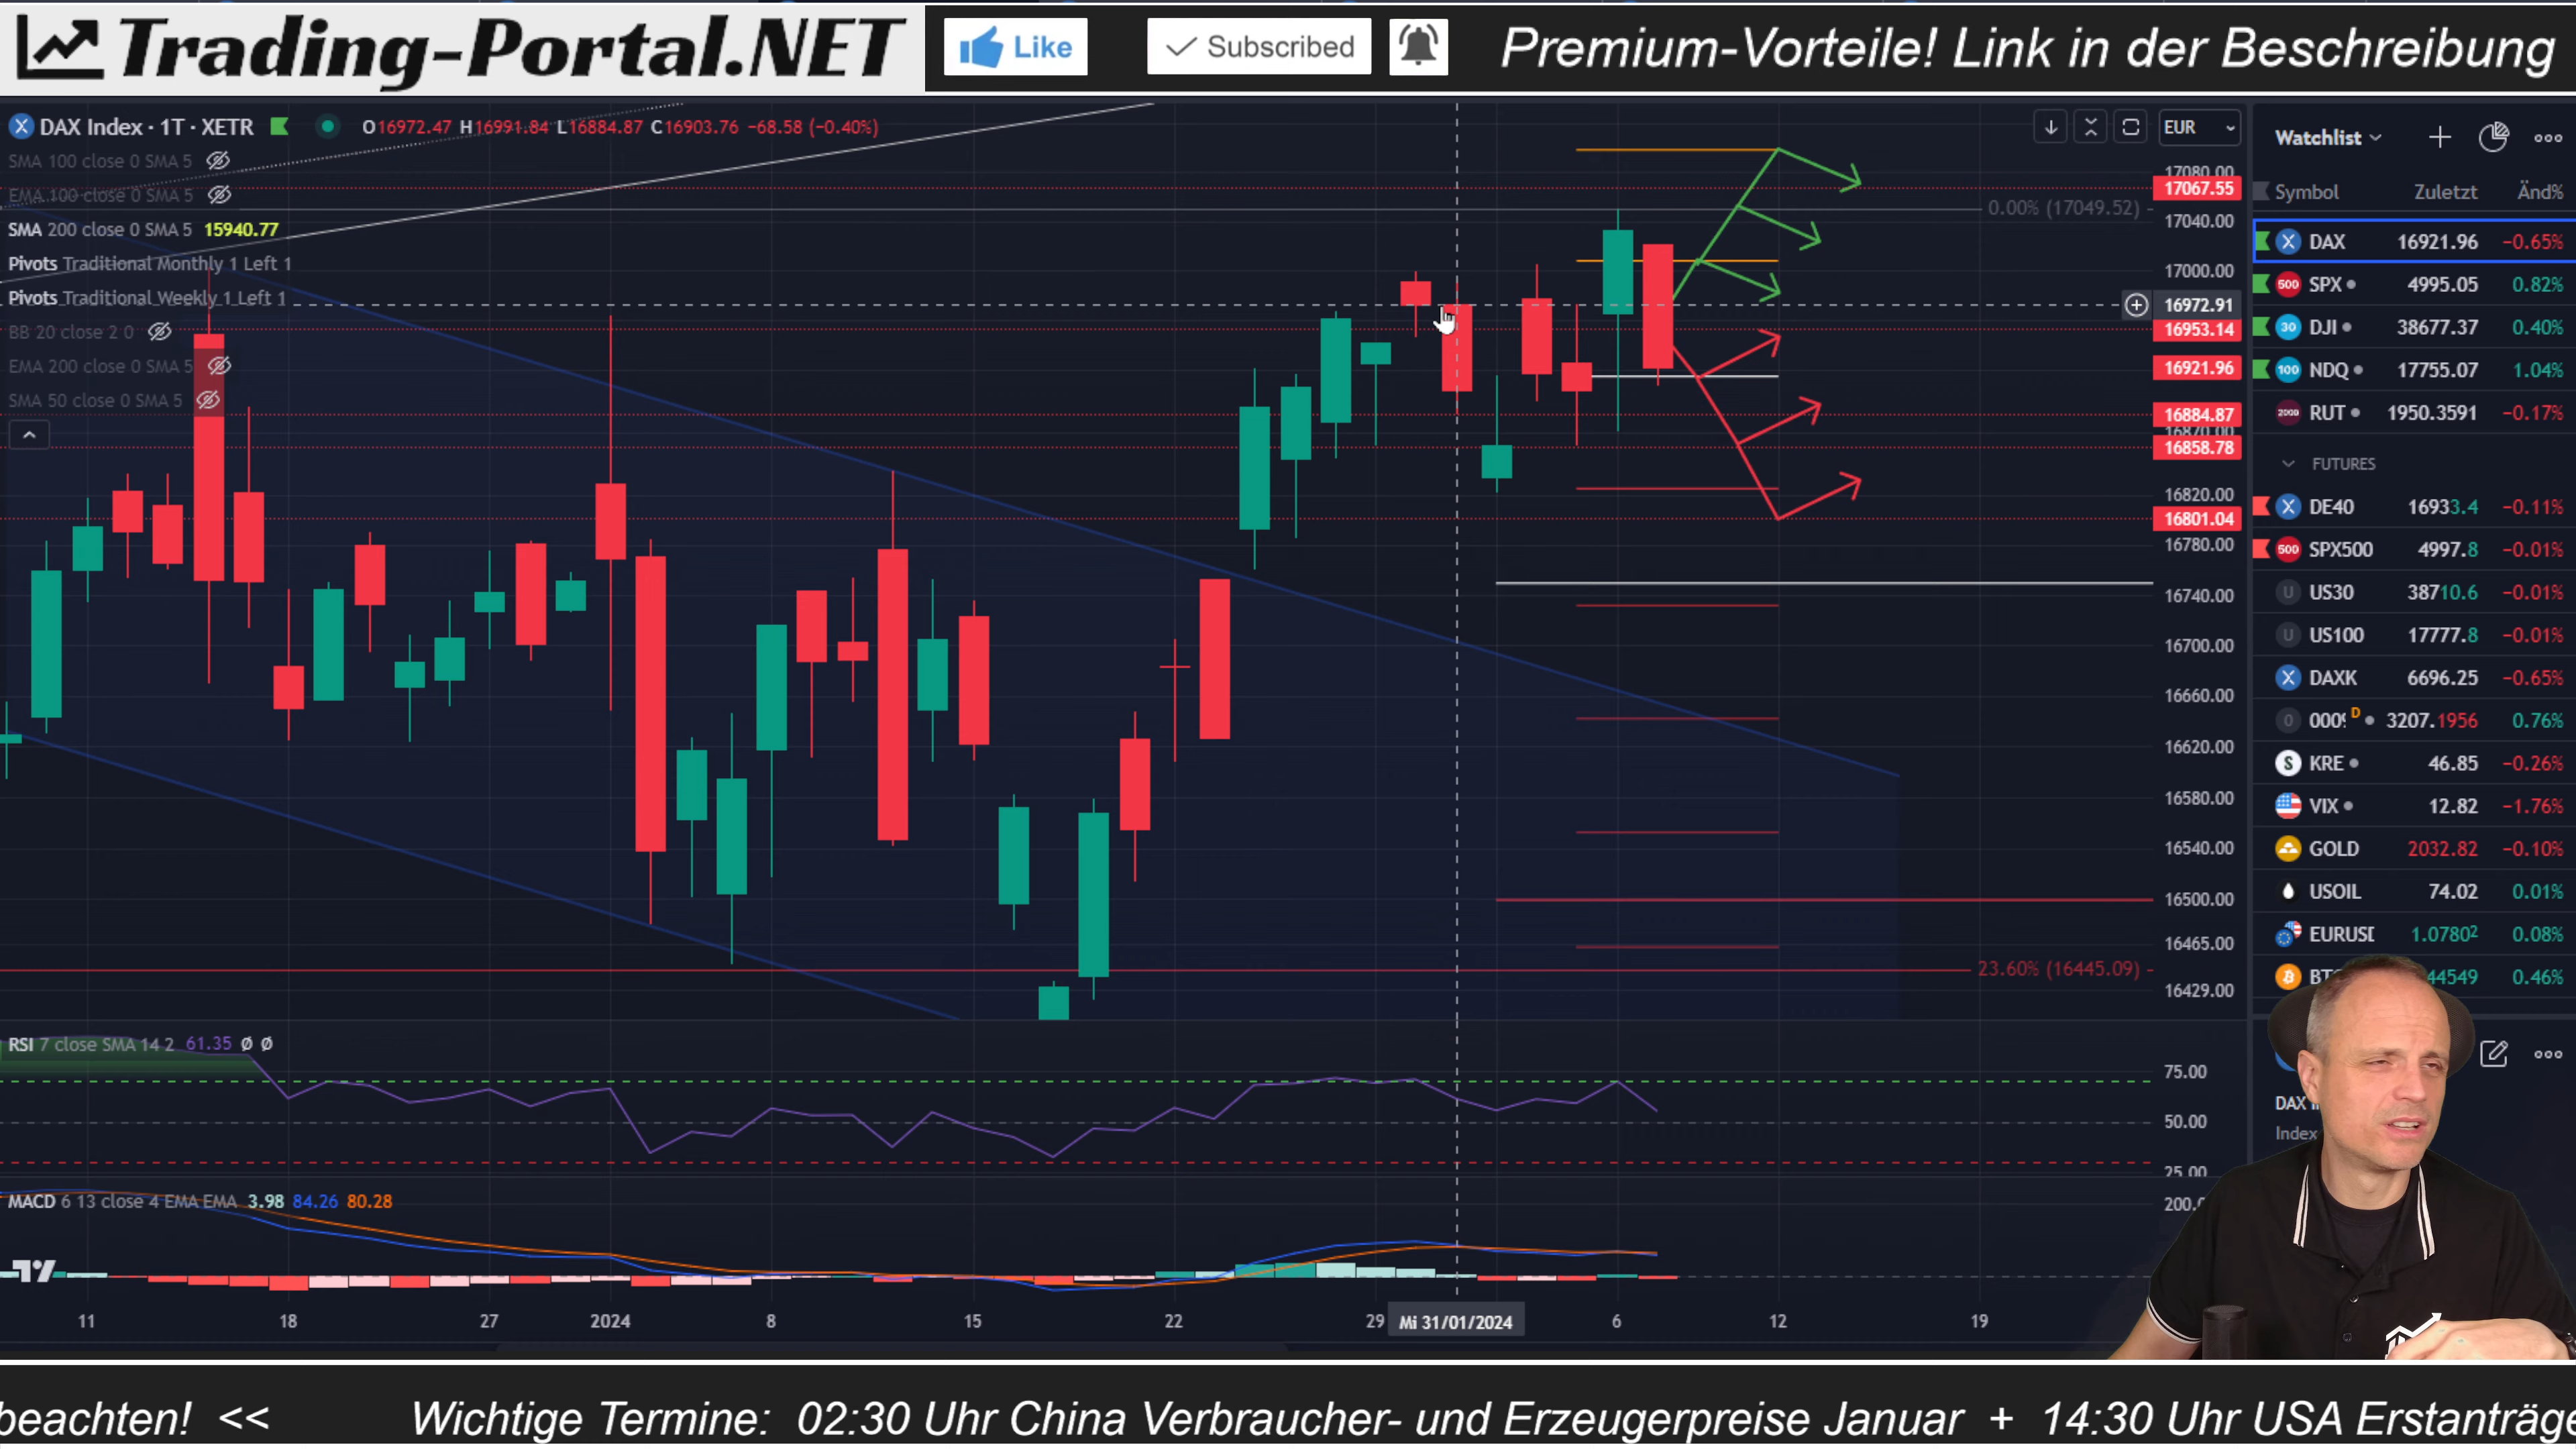 Trading-Portal.NET
Like
Subscribed
Premium-Vorteile! Link in der Beschreibung
DAX Index · 1T · XETR O16972.47 H16991.84 L16884.87 C16903.76 −68.58 (−0.40%)
SMA 100 close 0 SMA 5
EMA 100 close 0 SMA 5
SMA 200 close 0 SMA 5 15940.77
Pivots Traditional Monthly 1 Left 1
Pivots Traditional Weekly 1 Left 1
BB 20 close 2 0
EMA 200 close 0 SMA 5
SMA 50 close 0 SMA 5
0.00% (17049.52)
23.60% (16445.09)
EUR
17080.00
17067.55
17040.00
17000.00
16972.91
16953.14
16921.96
16884.87
16870.00
16858.78
16820.00
16801.04
16780.00
16740.00
16700.00
16660.00
16620.00
16580.00
16540.00
16500.00
16465.00
16429.00
RSI 7 close SMA 14 2 61.35 Ø Ø
75.00
50.00
25.00
MACD 6 13 close 4 EMA EMA 3.98 84.26 80.28
11 18 27 2024 8 15 22 29 Mi 31/01/2024 6 12 19
Watchlist
Symbol Zuletzt Änd%
DAX 16921.96 −0.65%
500 SPX 4995.05 0.82%
30 DJI 38677.37 0.40%
100 NDQ 17755.07 1.04%
2000 RUT 1950.3591 −0.17%
FUTURES
DE40 16933.4 −0.11%
500 SPX500 4997.8 −0.01%
U US30 38710.6 −0.01%
U US100 17777.8 −0.01%
DAXK 6696.25 −0.65%
0 D 3207.1956 0.76%
S KRE 46.85 −0.26%
VIX 12.82 −1.76%
GOLD 2032.82 −0.10%
USOIL 74.02 0.01%
1.07802 0.08%
44549 0.46%
DAX
Index
beachten! << Wichtige Termine: 02:30 Uhr China Verbraucher- und Erzeugerpreise Januar + 14:30 Uhr USA Erstanträge